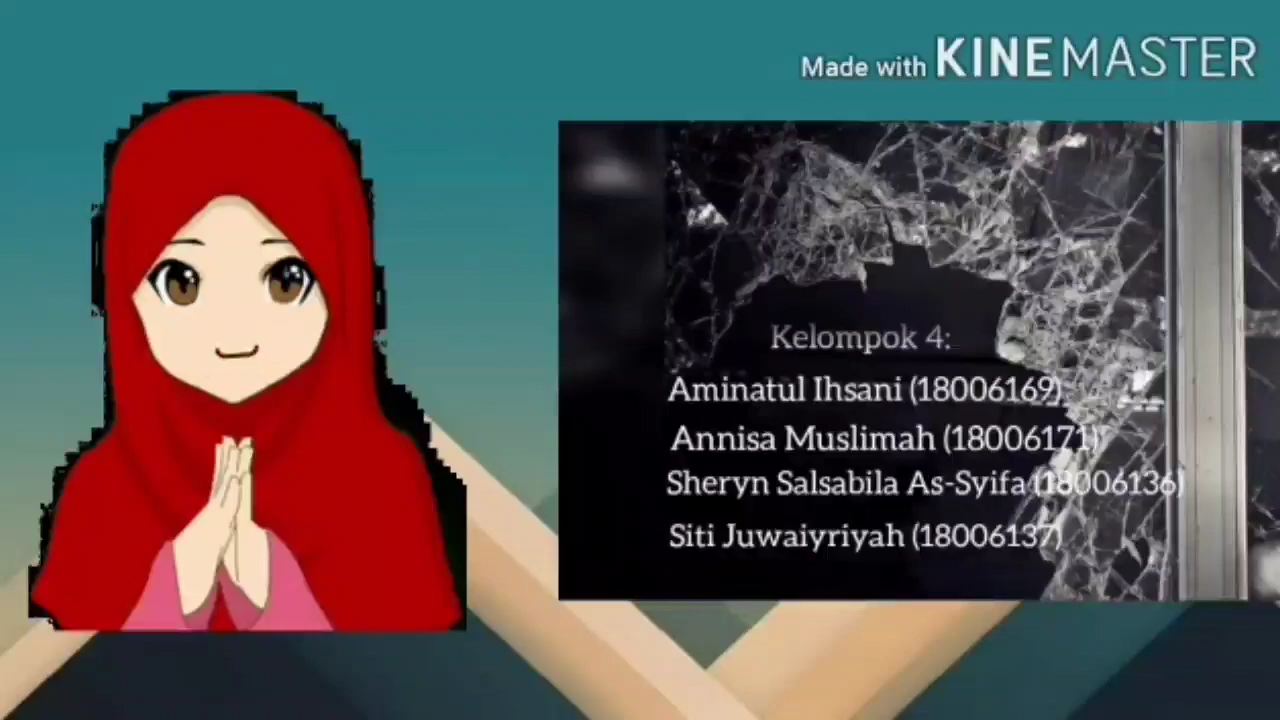 Made with KINEMASTER
Kelompok 4:
Aminatul Ihsani (18006169)
Annisa Muslimah (18006171)
Sheryn Salsabila As-Syifa (18006136)
Siti Juwaiyriyah (18006137)